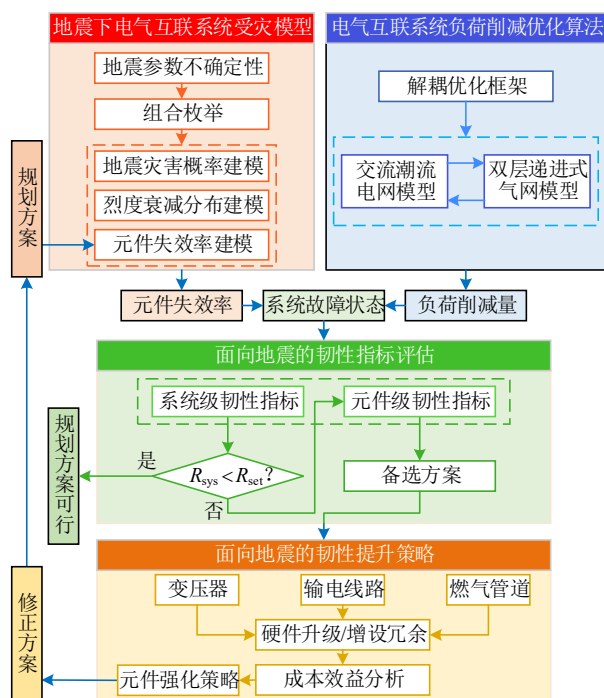 地震下电气互联系统受灾模型
地震参数不确定性
组合枚举
地震灾害概率建模
烈度衰减分布建模
元件失效率建模
电气互联系统负荷削减优化算法
解耦优化框架
交流潮流
电网模型
双层递进式
气网模型
规划方案
元件失效率
系统故障状态
负荷削减量
面向地震的韧性指标评估
系统级韧性指标
元件级韧性指标
是
R_sys<R_set?
否
备选方案
规划方案可行
面向地震的韧性提升策略
变压器
输电线路
燃气管道
硬件升级/增设冗余
元件强化策略
成本效益分析
修正方案